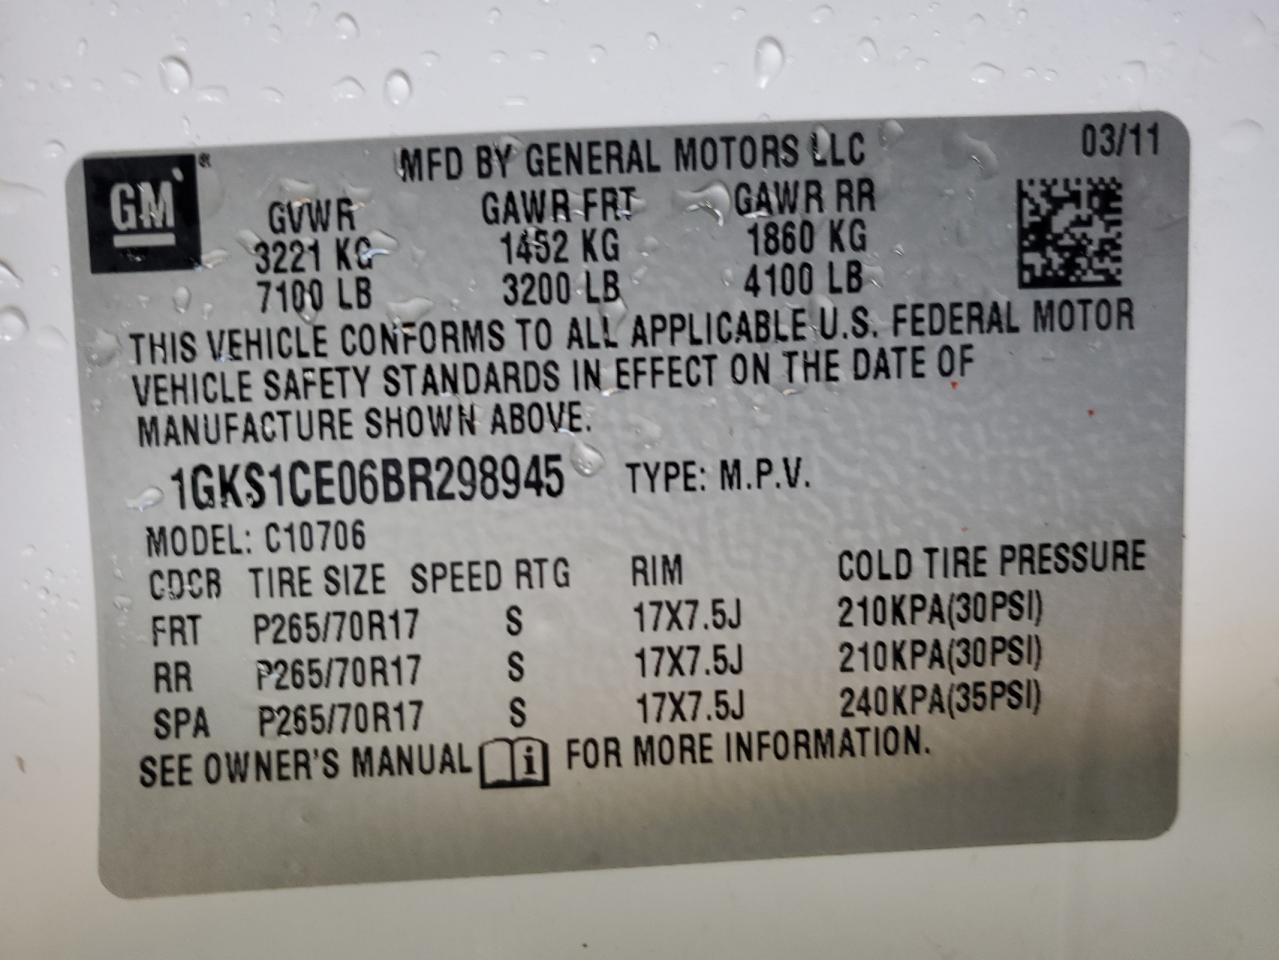 MFD BY GENERAL MOTORS LLC 03/11
GM
GVWR GAWR FRT GAWR RR
3221 KG 1452 KG 1860 KG
7100 LB 3200 LB 4100 LB
THIS VEHICLE CONFORMS TO ALL APPLICABLE U.S. FEDERAL MOTOR
VEHICLE SAFETY STANDARDS IN EFFECT ON THE DATE OF
MANUFACTURE SHOWN ABOVE.
1GKS1CE06BR298945 TYPE: M.P.V.
MODEL: C10706
CDCB TIRE SIZE SPEED RTG RIM COLD TIRE PRESSURE
FRT P265/70R17 S 17X7.5J 210KPA(30PSI)
RR P265/70R17 S 17X7.5J 210KPA(30PSI)
SPA P265/70R17 S 17X7.5J 240KPA(35PSI)
SEE OWNER'S MANUAL i FOR MORE INFORMATION.